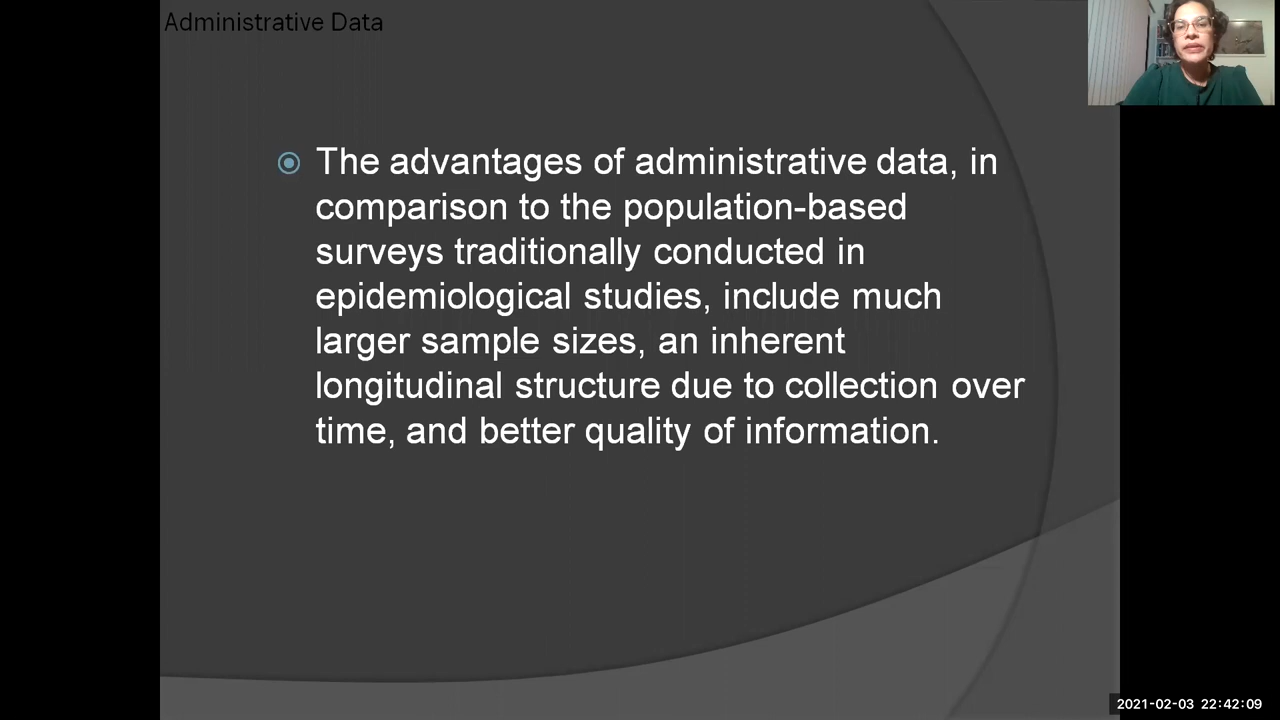 Administrative Data
The advantages of administrative data, in
comparison to the population-based
surveys traditionally conducted in
epidemiological studies, include much
larger sample sizes, an inherent
longitudinal structure due to collection over
time, and better quality of information.
2021-02-03 22:42:09